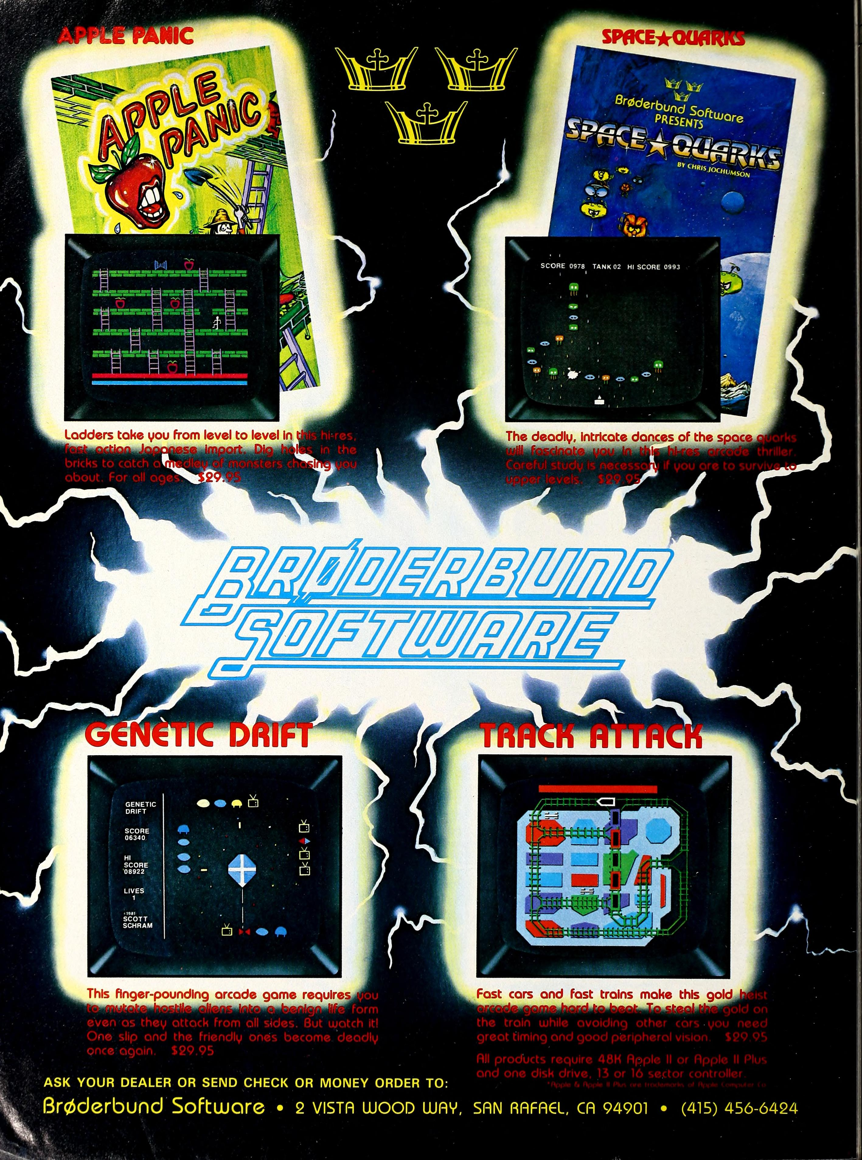 APPLE PANIC
APPLE
PANIC
Ladders take you from level to level in this hi-res,
fast action Japanese import. Dig holes in the
bricks to catch a medley of monsters chasing you
about. For all ages. $29.95
SPACE★QUARKS
Brøderbund Software
PRESENTS
SPACE★QUARKS
BY CHRIS JOCHUMSON
SCORE 0978 TANK 02 HI SCORE 0993
The deadly, intricate dances of the space quarks
will fascinate you in this hi-res arcade thriller.
Careful study is necessary if you are to survive to
upper levels. $29.95
BRØDERBUND
SOFTWARE
GENETIC DRIFT
GENETIC
DRIFT
SCORE
06340
HI
SCORE
08922
LIVES
1
1981
SCOTT
SCHRAM
This finger-pounding arcade game requires you
to mutate hostile aliens into a benign life form
even as they attack from all sides. But watch it!
One slip and the friendly ones become deadly
once again. $29.95
TRACK ATTACK
Fast cars and fast trains make this gold heist
arcade game hard to beat. To steal the gold on
the train while avoiding other cars you need
great timing and good peripheral vision. $29.95
All products require 48K Apple II or Apple II Plus
and one disk drive, 13 or 16 sector controller.
*Apple & Apple II Plus are trademarks of Apple Computer Co.
ASK YOUR DEALER OR SEND CHECK OR MONEY ORDER TO:
Brøderbund Software • 2 VISTA WOOD WAY, SAN RAFAEL, CA 94901 • (415) 456-6424